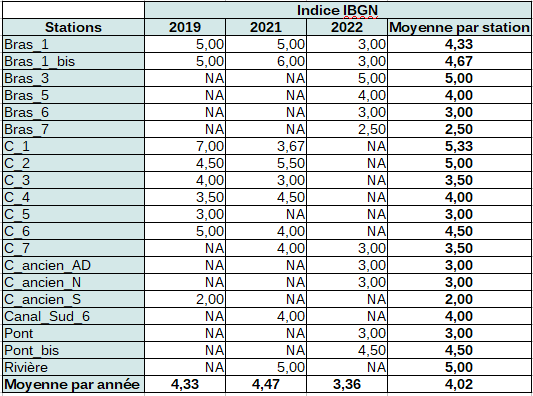 Indice IBGN
Stations 2019 2021 2022 Moyenne par station
Bras_1 5,00 5,00 3,00 4,33
Bras_1_bis 5,00 6,00 3,00 4,67
Bras_3 NA NA 5,00 5,00
Bras_5 NA NA 4,00 4,00
Bras_6 NA NA 3,00 3,00
Bras_7 NA NA 2,50 2,50
C_1 7,00 3,67 NA 5,33
C_2 4,50 5,50 NA 5,00
C_3 4,00 3,00 NA 3,50
C_4 3,50 4,50 NA 4,00
C_5 3,00 NA NA 3,00
C_6 5,00 4,00 NA 4,50
C_7 NA 4,00 3,00 3,50
C_ancien_AD NA NA 3,00 3,00
C_ancien_N NA NA 3,00 3,00
C_ancien_S 2,00 NA NA 2,00
Canal_Sud_6 NA 4,00 NA 4,00
Pont NA NA 3,00 3,00
Pont_bis NA NA 4,50 4,50
Rivière NA 5,00 NA 5,00
Moyenne par année 4,33 4,47 3,36 4,02